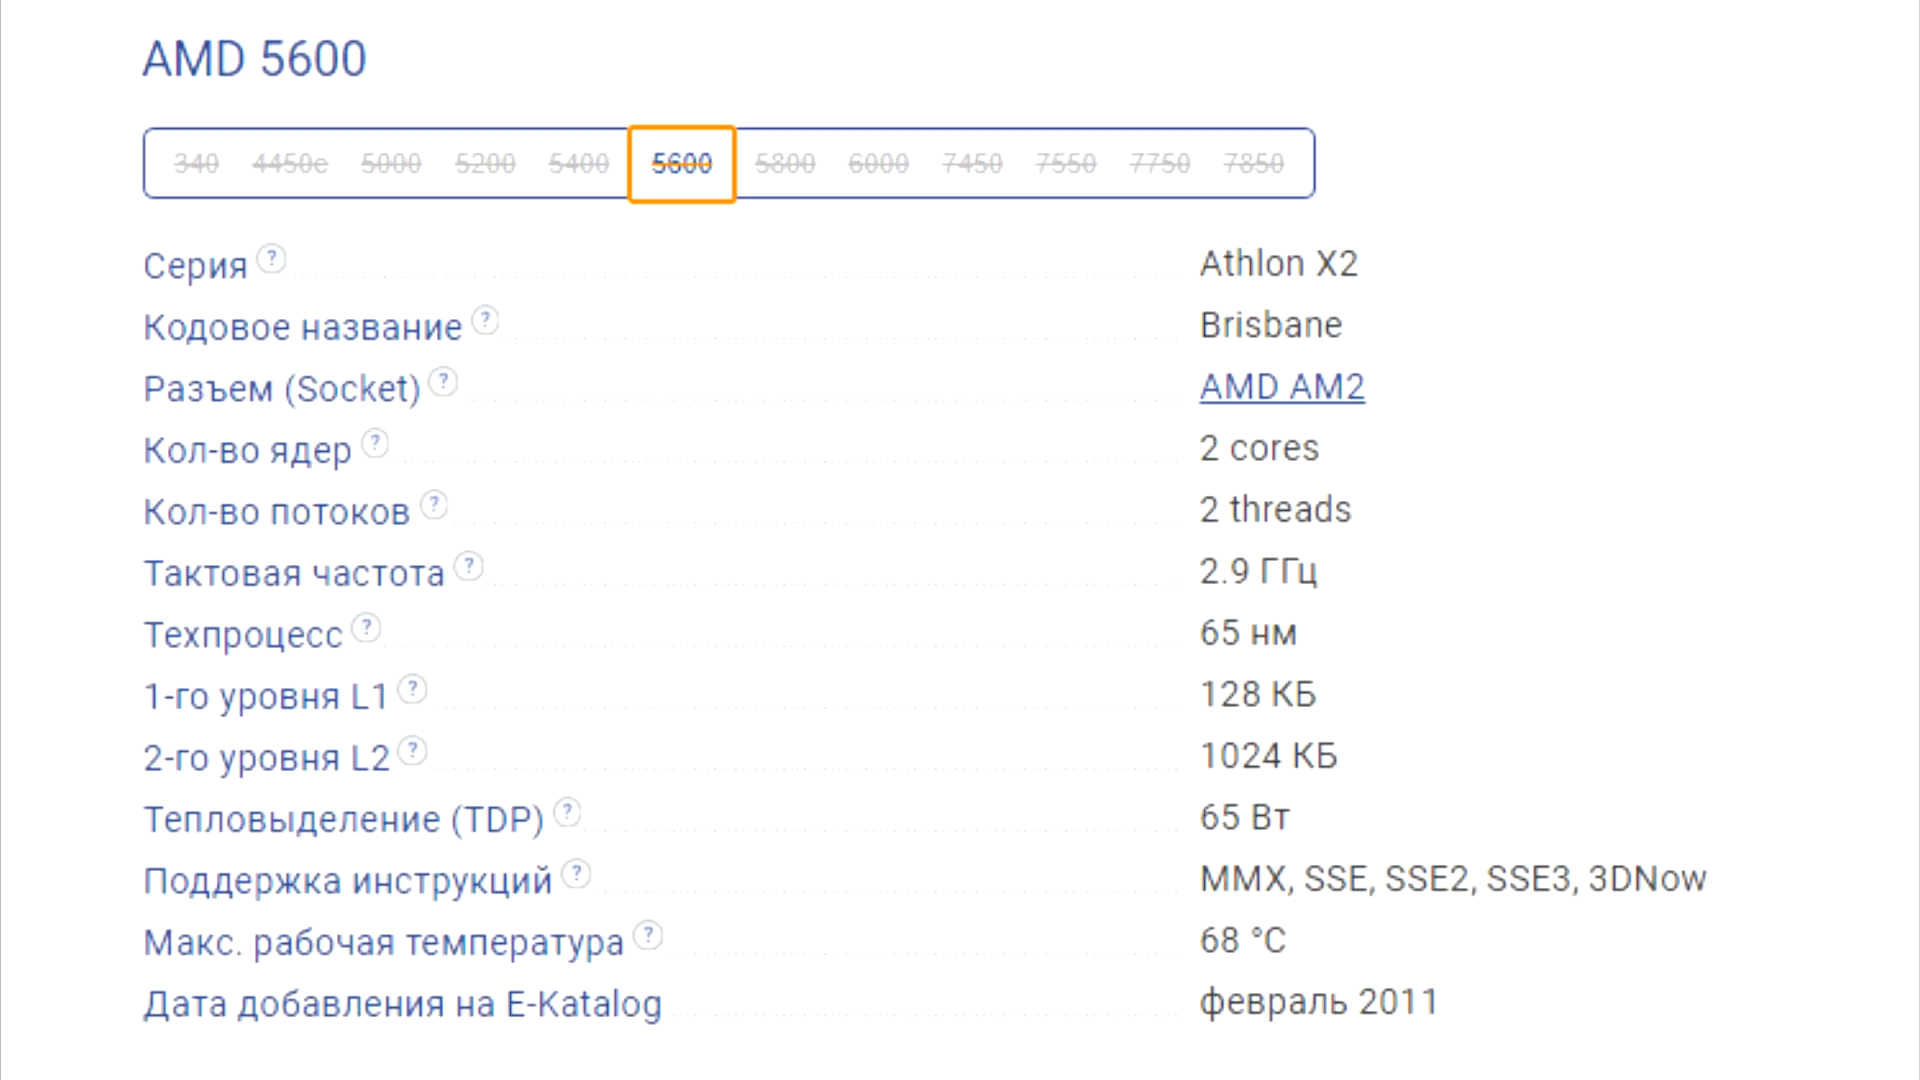 AMD 5600
340 4450e 5000 5200 5400 5600 5800 6000 7450 7550 7750 7850
Серия ? Athlon X2
Кодовое название ? Brisbane
Разъем (Socket) ? AMD AM2
Кол-во ядер ? 2 cores
Кол-во потоков ? 2 threads
Тактовая частота ? 2.9 ГГц
Техпроцесс ? 65 нм
1-го уровня L1 ? 128 КБ
2-го уровня L2 ? 1024 КБ
Тепловыделение (TDP) ? 65 Вт
Поддержка инструкций ? MMX, SSE, SSE2, SSE3, 3DNow
Макс. рабочая температура ? 68 °C
Дата добавления на E-Katalog февраль 2011